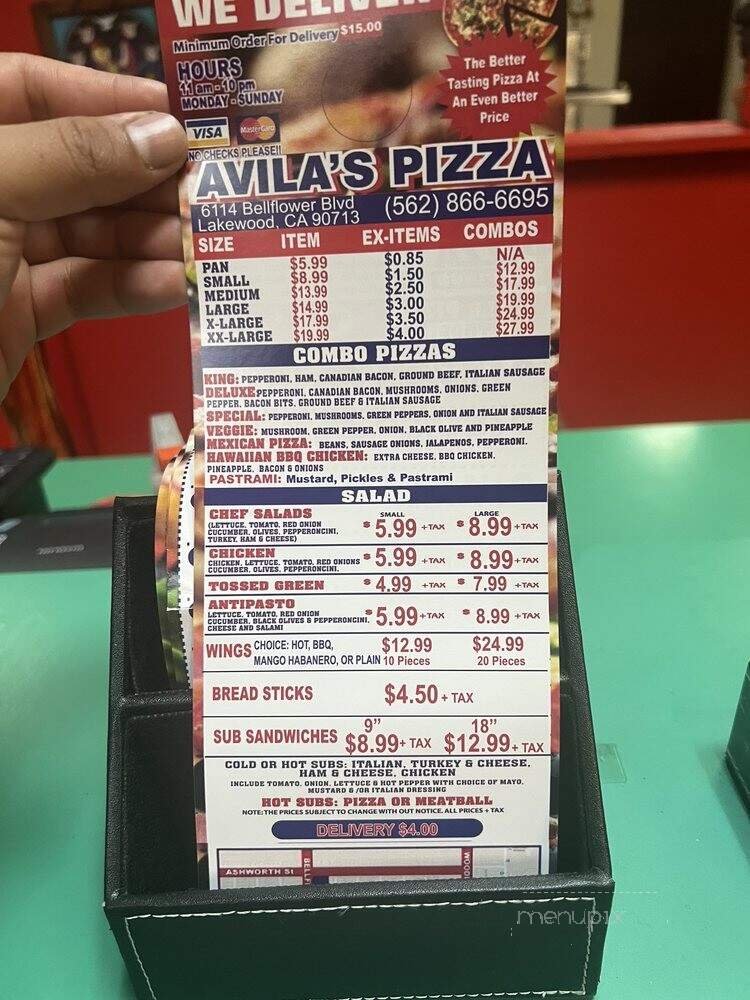 WE DELIVER
Minimum Order For Delivery $15.00
HOURS
11 am - 10 pm
MONDAY - SUNDAY
The Better
Tasting Pizza At
An Even Better
Price
VISA MasterCard
NO CHECKS PLEASE!!
AVILA'S PIZZA
6114 Bellflower Blvd
Lakewood, CA 90713
(562) 866-6695
SIZE ITEM EX-ITEMS COMBOS
PAN $5.99 $0.85 N/A
SMALL $8.99 $1.50 $12.99
MEDIUM $13.99 $2.50 $17.99
LARGE $14.99 $3.00 $19.99
X-LARGE $17.99 $3.50 $24.99
XX-LARGE $19.99 $4.00 $27.99
COMBO PIZZAS
KING: PEPPERONI, HAM, CANADIAN BACON, GROUND BEEF, ITALIAN SAUSAGE
DELUXE PEPPERONI, CANADIAN BACON, MUSHROOMS, ONIONS, GREEN
PEPPER, BACON BITS, GROUND BEEF & ITALIAN SAUSAGE
SPECIAL: PEPPERONI, MUSHROOMS, GREEN PEPPERS, ONION AND ITALIAN SAUSAGE
VEGGIE: MUSHROOM, GREEN PEPPER, ONION, BLACK OLIVE AND PINEAPPLE
MEXICAN PIZZA: BEANS, SAUSAGE ONIONS, JALAPENOS, PEPPERONI.
HAWAIIAN BBQ CHICKEN: EXTRA CHEESE, BBQ CHICKEN,
PINEAPPLE, BACON & ONIONS
PASTRAMI: Mustard, Pickles & Pastrami
SALAD
SMALL LARGE
CHEF SALADS $5.99 +TAX $8.99 +TAX
(LETTUCE, TOMATO, RED ONION
CUCUMBER, OLIVES, PEPPERONCINI,
TURKEY, HAM & CHEESE)
CHICKEN $5.99 +TAX $8.99 +TAX
CHICKEN, LETTUCE, TOMATO, RED ONIONS
CUCUMBER, OLIVES, PEPPERONCINI.
TOSSED GREEN $4.99 +TAX $7.99 +TAX
ANTIPASTO $5.99 +TAX $8.99 +TAX
LETTUCE, TOMATO, RED ONION
CUCUMBER, BLACK OLIVES & PEPPERONCINI,
CHEESE AND SALAMI
WINGS CHOICE: HOT, BBQ, $12.99 $24.99
MANGO HABANERO, OR PLAIN 10 Pieces 20 Pieces
BREAD STICKS $4.50 + TAX
9" 18"
SUB SANDWICHES $8.99+ TAX $12.99+ TAX
COLD OR HOT SUBS: ITALIAN, TURKEY & CHEESE,
HAM & CHEESE, CHICKEN
INCLUDE TOMATO, ONION, LETTUCE & HOT PEPPER WITH CHOICE OF MAYO,
MUSTARD &/OR ITALIAN DRESSING
HOT SUBS: PIZZA OR MEATBALL
NOTE: THE PRICES SUBJECT TO CHANGE WITH OUT NOTICE. ALL PRICES + TAX
DELIVERY $4.00
ASHWORTH St
menupix